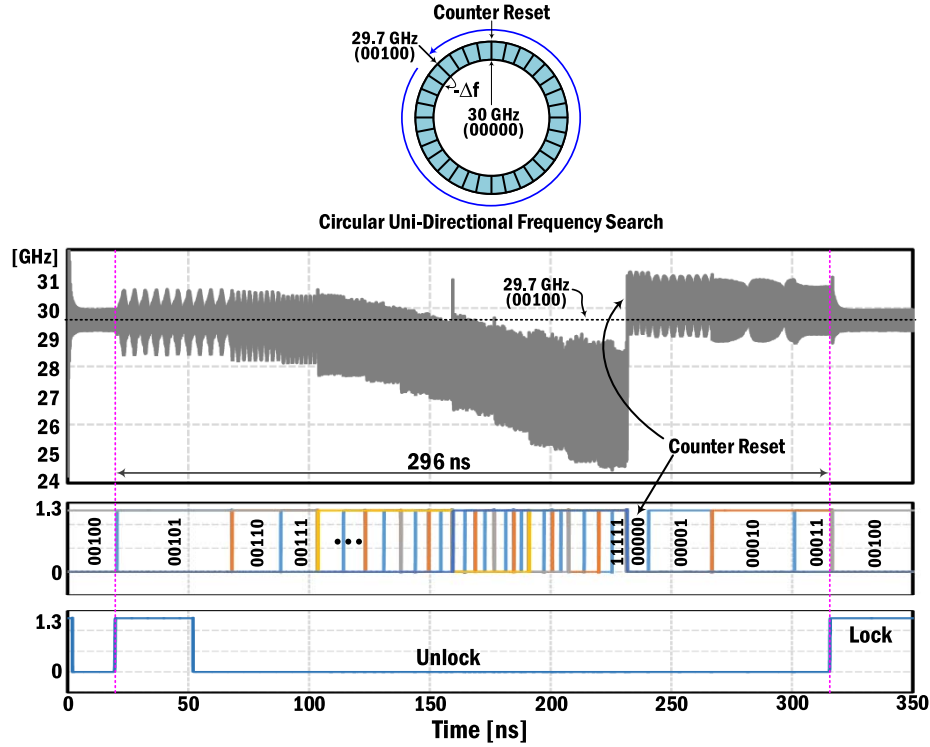 Counter Reset
29.7 GHz
(00100)
-Δf
30 GHz
(00000)
Circular Uni-Directional Frequency Search
[GHz]
31
30
29
28
27
26
25
24
29.7 GHz
(00100)
Counter Reset
296 ns
1.3
0
00100
00101
00110
00111
•••
11111
00000
00001
00010
00011
00100
1.3
0
Unlock
Lock
0
50
100
150
200
250
300
350
Time [ns]